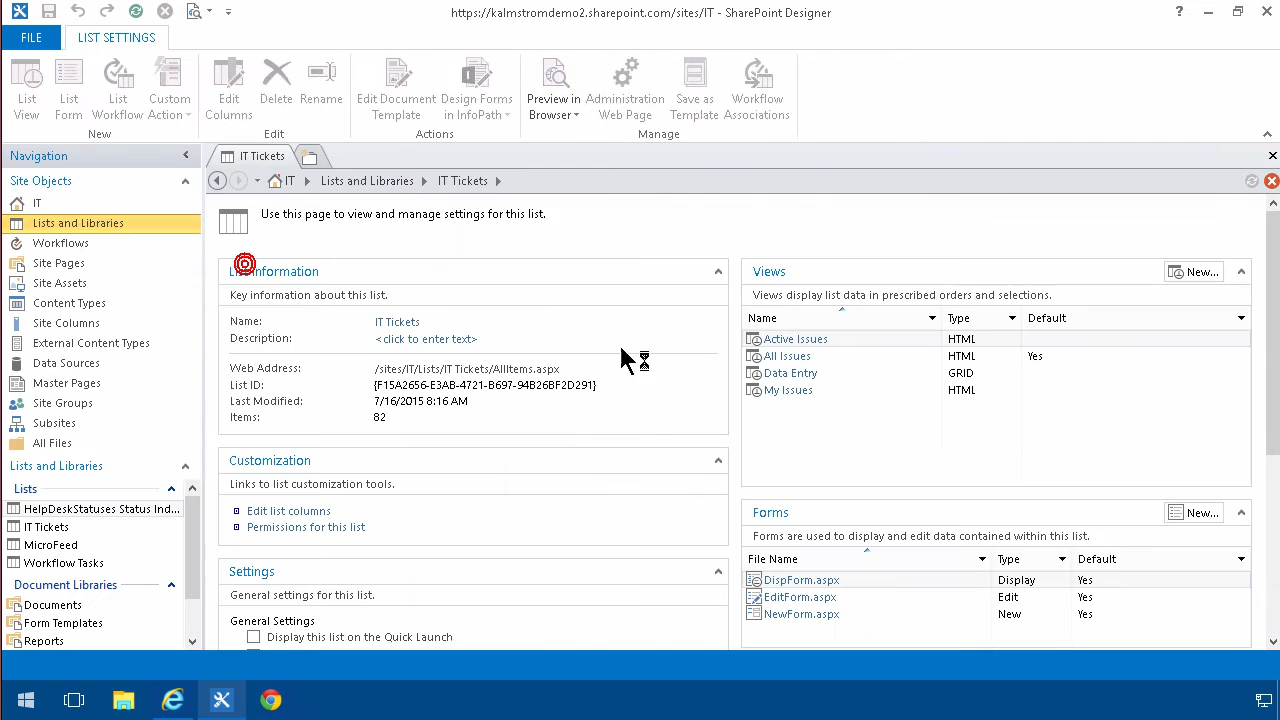 https://kalmstromdemo2.sharepoint.com/sites/IT - SharePoint Designer
FILE
LIST SETTINGS
List View
List Form
List Workflow
Custom Action
New
Edit Columns
Delete
Rename
Edit
Edit Document Template
Design Forms in InfoPath
Actions
Preview in Browser
Administration Web Page
Save as Template
Workflow Associations
Manage
Navigation
Site Objects
IT
Lists and Libraries
Workflows
Site Pages
Site Assets
Content Types
Site Columns
External Content Types
Data Sources
Master Pages
Site Groups
Subsites
All Files
Lists and Libraries
Lists
HelpDeskStatuses Status Ind...
IT Tickets
MicroFeed
Workflow Tasks
Document Libraries
Documents
Form Templates
Reports
IT Tickets
IT Lists and Libraries IT Tickets
Use this page to view and manage settings for this list.
List Information
Key information about this list.
Name: IT Tickets
Description: <click to enter text>
Web Address: /sites/IT/Lists/IT Tickets/AllItems.aspx
List ID: {F15A2656-E3AB-4721-B697-94B26BF2D291}
Last Modified: 7/16/2015 8:16 AM
Items: 82
Customization
Links to list customization tools.
Edit list columns
Permissions for this list
Settings
General settings for this list.
General Settings
Display this list on the Quick Launch
Views
New...
Views display list data in prescribed orders and selections.
Name Type Default
Active Issues HTML
All Issues HTML Yes
Data Entry GRID
My Issues HTML
Forms
New...
Forms are used to display and edit data contained within this list.
File Name Type Default
DispForm.aspx Display Yes
EditForm.aspx Edit Yes
NewForm.aspx New Yes